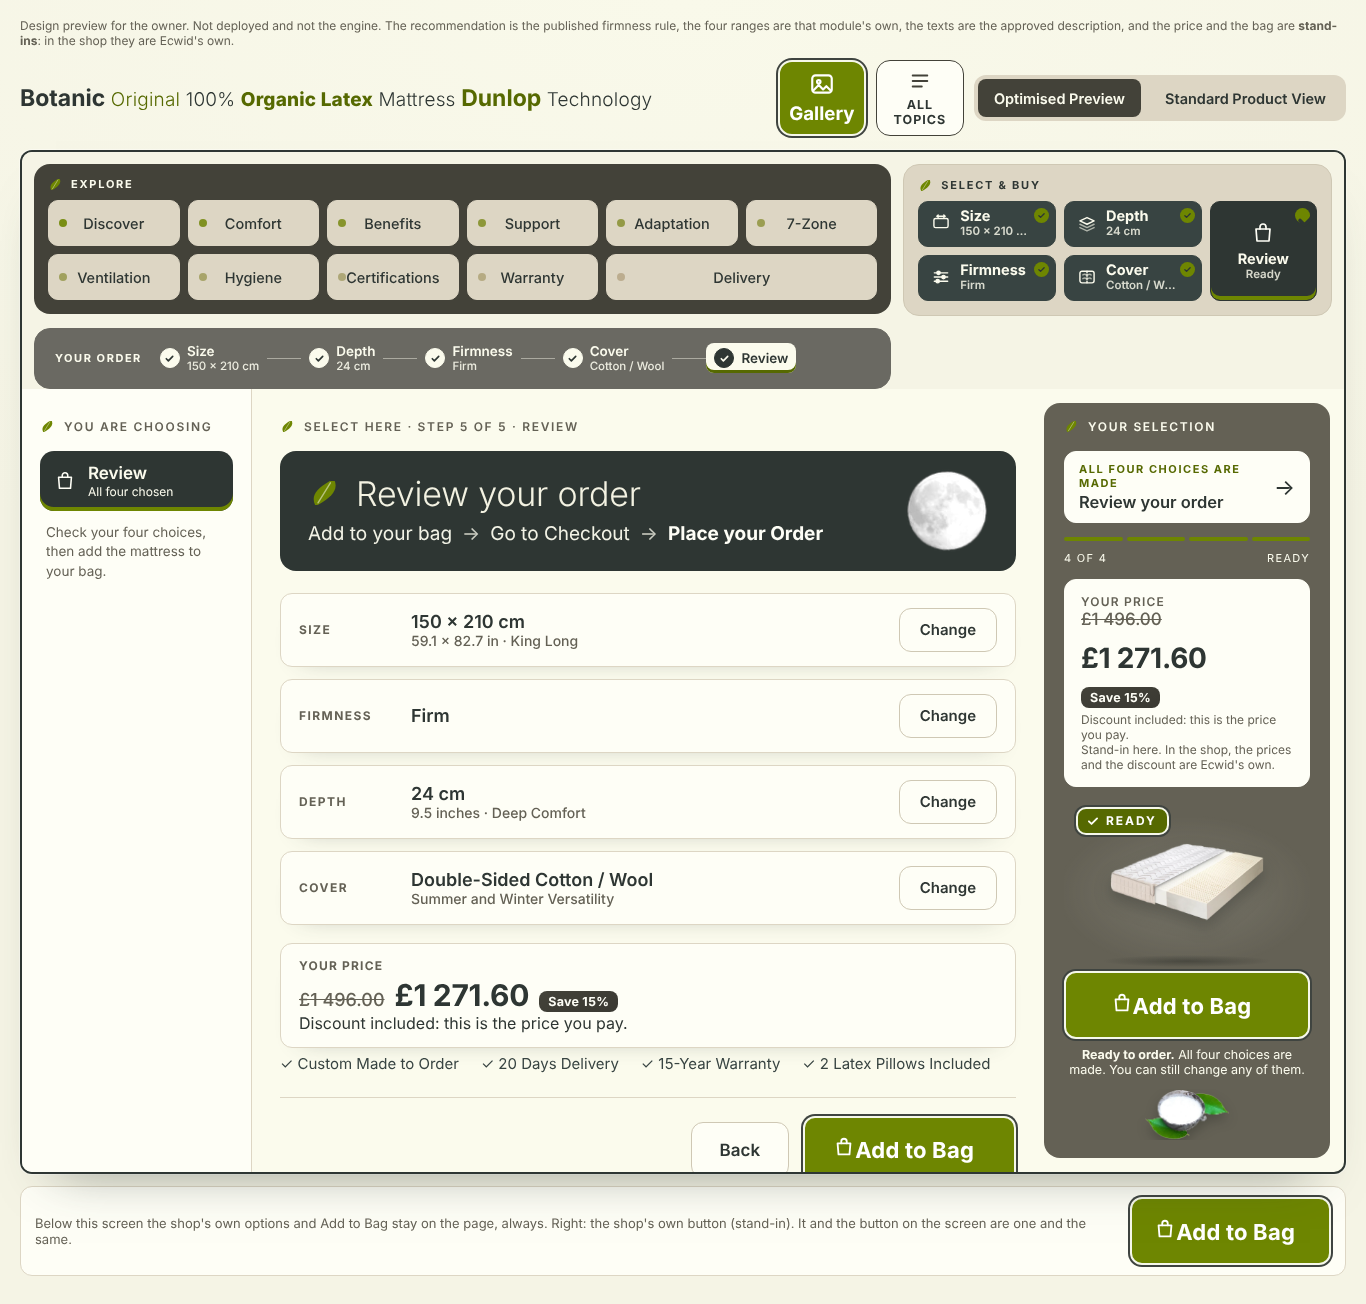 Design preview for the owner. Not deployed and not the engine. The recommendation is the published firmness rule, the four ranges are that module's own, the texts are the approved description, and the price and the bag are stand-
ins: in the shop they are Ecwid's own.
Botanic Original 100% Organic Latex Mattress Dunlop Technology
Gallery
ALL
TOPICS
Optimised Preview
Standard Product View
EXPLORE
Discover
Comfort
Benefits
Support
Adaptation
7-Zone
Ventilation
Hygiene
Certifications
Warranty
Delivery
SELECT & BUY
Size
150 × 210 ...
Depth
24 cm
Firmness
Firm
Cover
Cotton / W...
Review
Ready
YOUR ORDER
Size
150 × 210 cm
Depth
24 cm
Firmness
Firm
Cover
Cotton / Wool
Review
YOU ARE CHOOSING
Review
All four chosen
Check your four choices,
then add the mattress to
your bag.
SELECT HERE · STEP 5 OF 5 · REVIEW
Review your order
Add to your bag → Go to Checkout → Place your Order
SIZE
150 × 210 cm
59.1 × 82.7 in · King Long
Change
FIRMNESS
Firm
Change
DEPTH
24 cm
9.5 inches · Deep Comfort
Change
COVER
Double-Sided Cotton / Wool
Summer and Winter Versatility
Change
YOUR PRICE
£1 496.00 £1 271.60 Save 15%
Discount included: this is the price you pay.
✓ Custom Made to Order ✓ 20 Days Delivery ✓ 15-Year Warranty ✓ 2 Latex Pillows Included
Back
Add to Bag
YOUR SELECTION
ALL FOUR CHOICES ARE
MADE
Review your order →
4 OF 4 READY
YOUR PRICE
£1 496.00
£1 271.60
Save 15%
Discount included: this is the price
you pay.
Stand-in here. In the shop, the prices
and the discount are Ecwid's own.
✓ READY
Add to Bag
Ready to order. All four choices are
made. You can still change any of them.
Below this screen the shop's own options and Add to Bag stay on the page, always. Right: the shop's own button (stand-in). It and the button on the screen are one and the
same.
Add to Bag